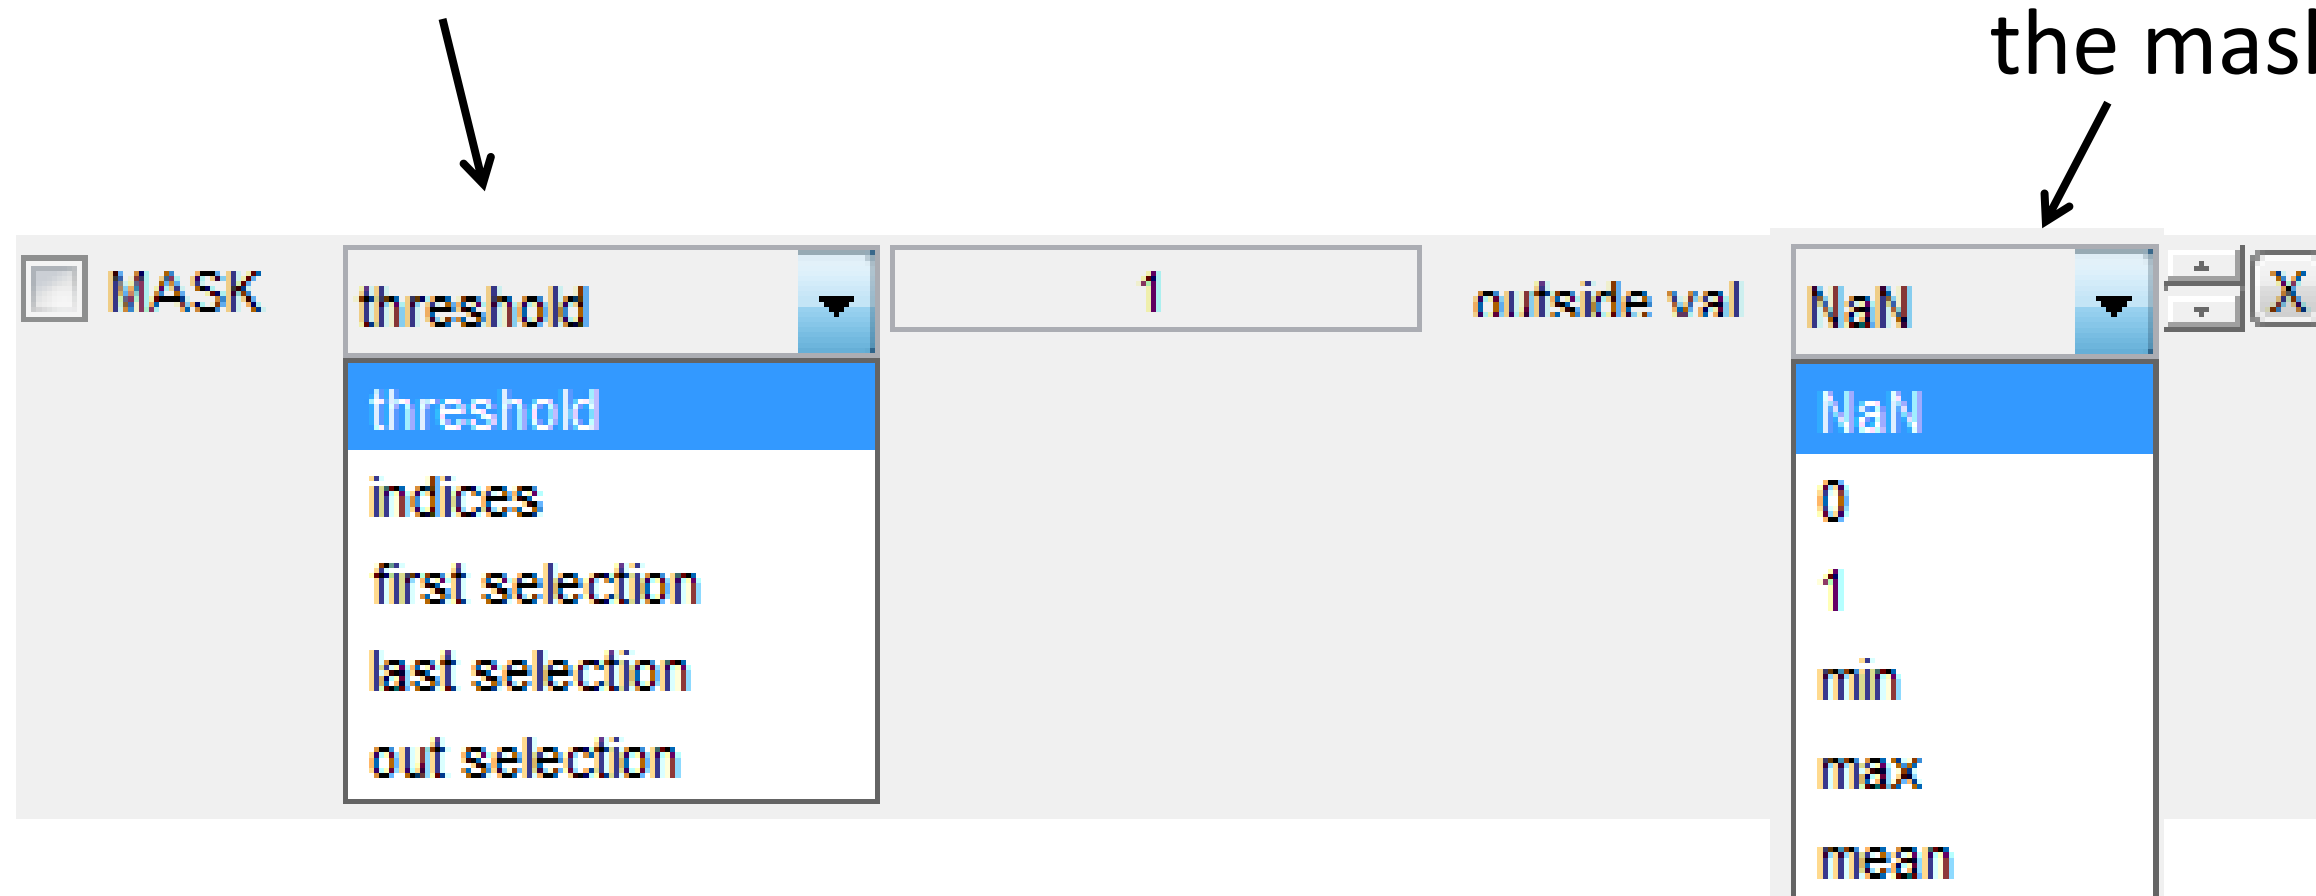 the mask
MASK threshold 1 outside val NaN X
threshold NaN
indices 0
first selection 1
last selection min
out selection max
mean